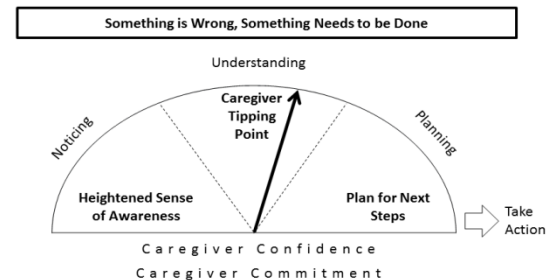 Something is Wrong, Something Needs to be Done
Understanding
Caregiver
Tipping
Point
Noticing
Planning
Heightened Sense
of Awareness
Plan for Next
Steps
Take
Action
Caregiver Confidence
Caregiver Commitment